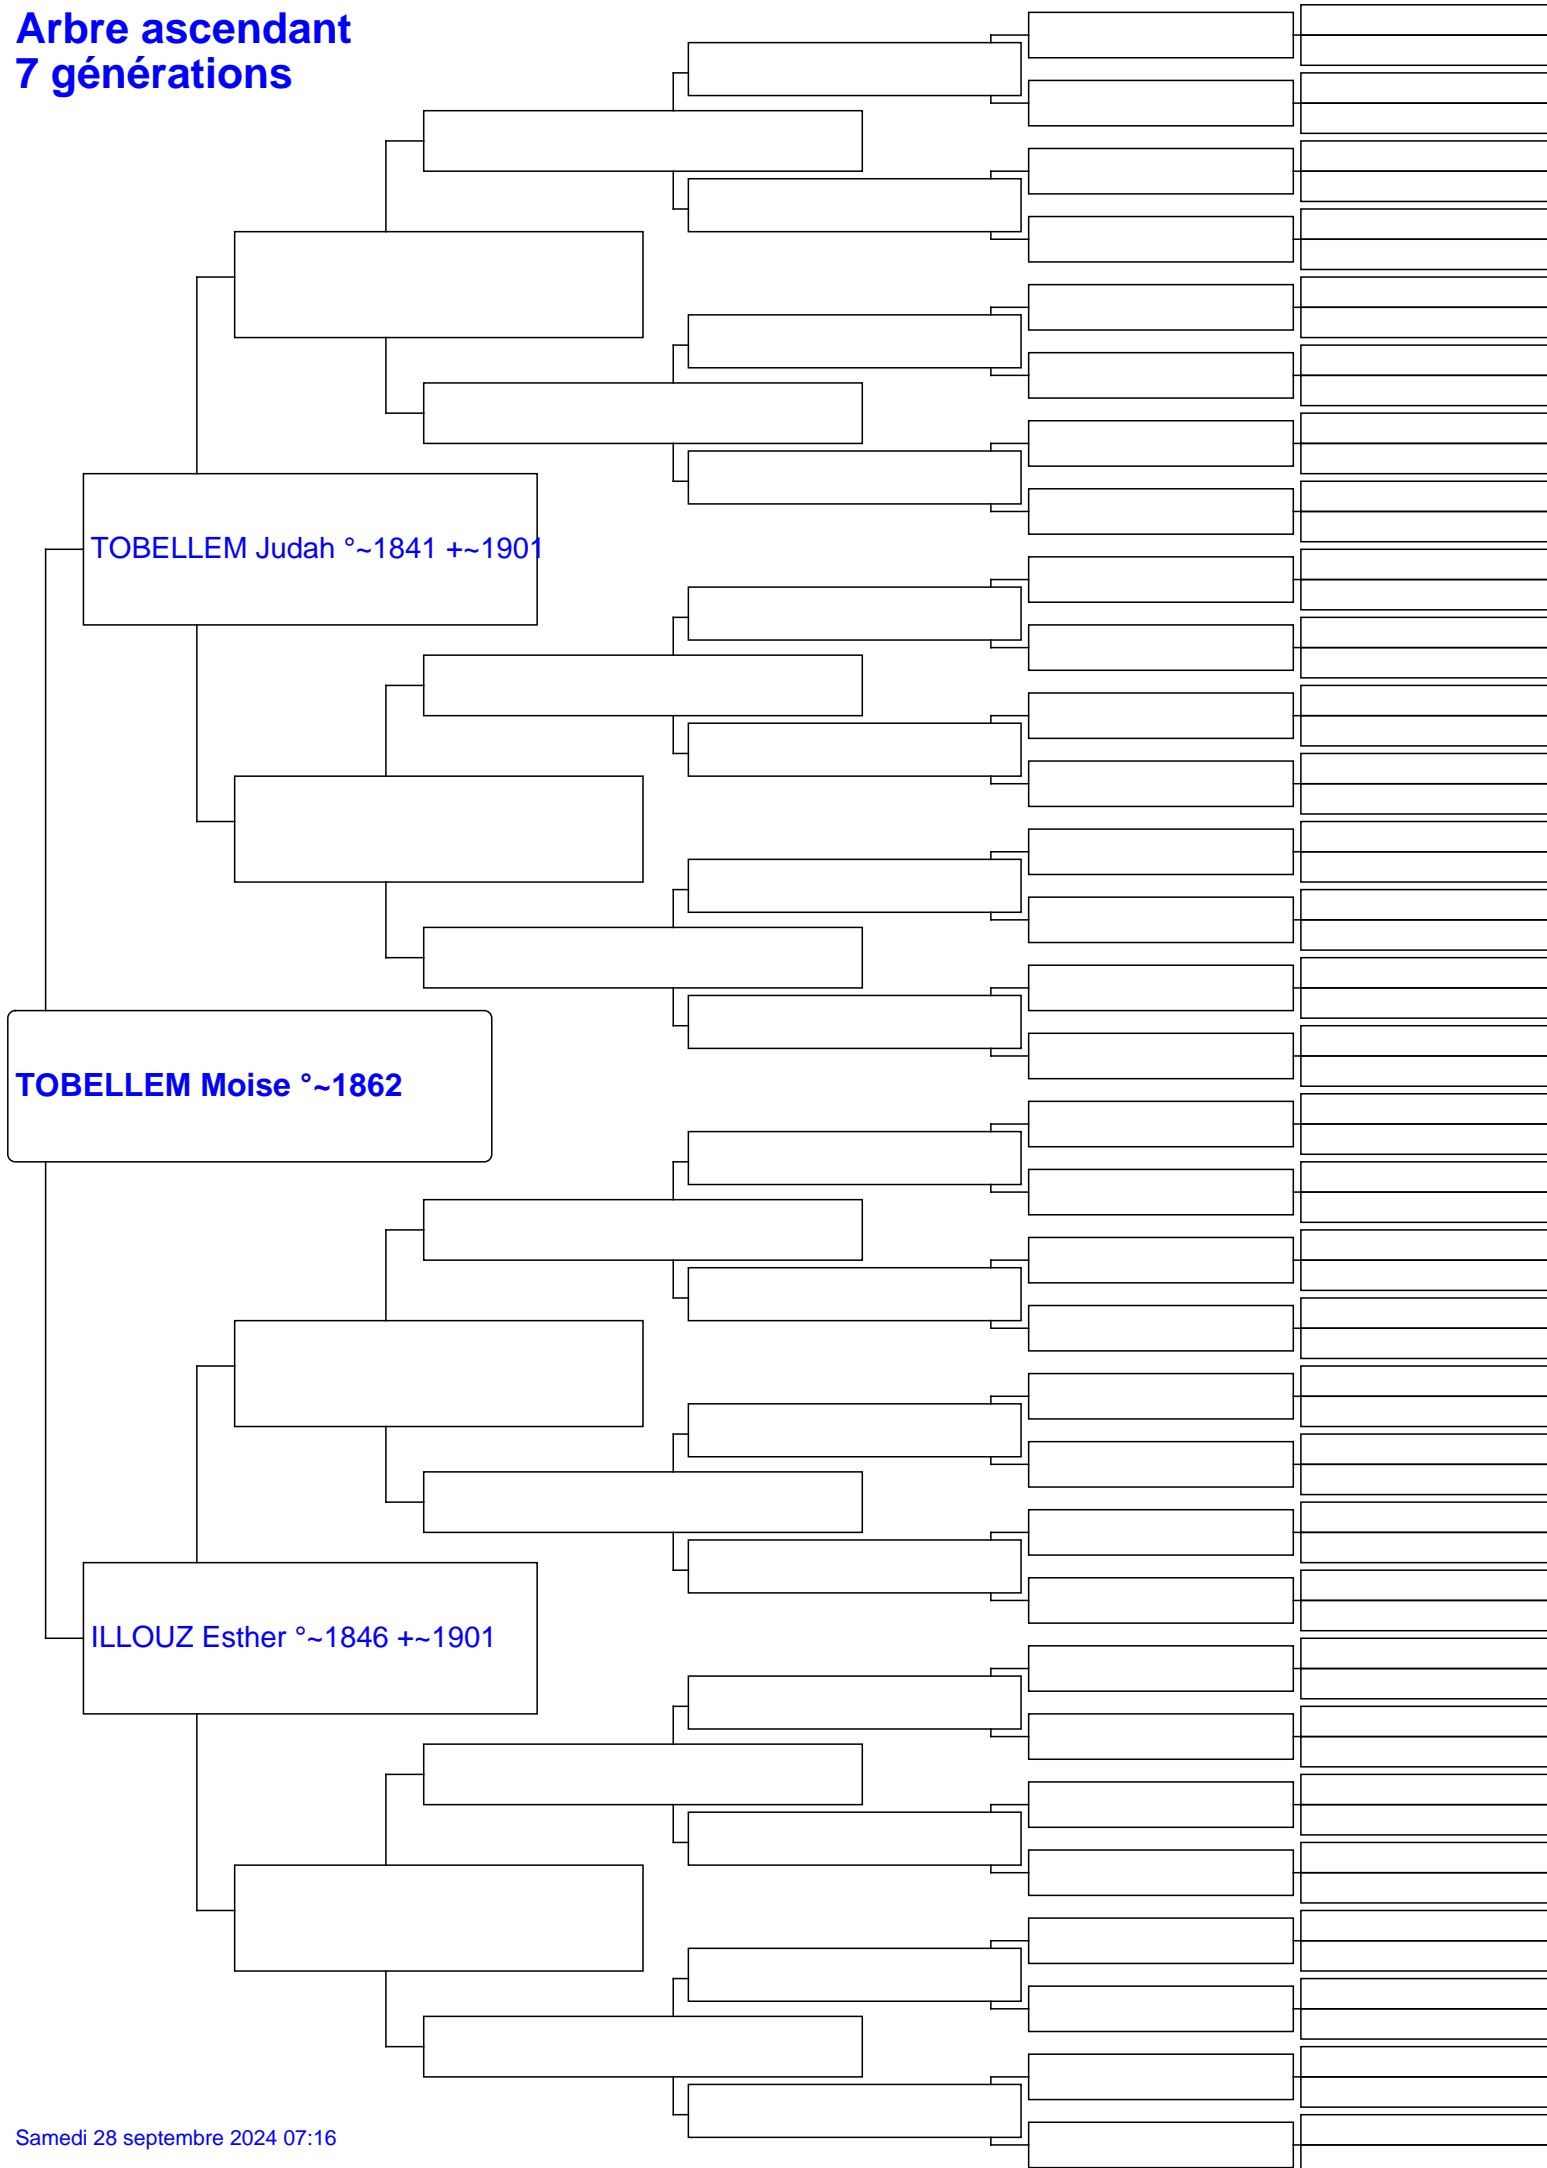 Arbre ascendant
7 générations
TOBELLEM Judah °~1841 +~1901
TOBELLEM Moise °~1862
ILLOUZ Esther °~1846 +~1901
Samedi 28 septembre 2024 07:16